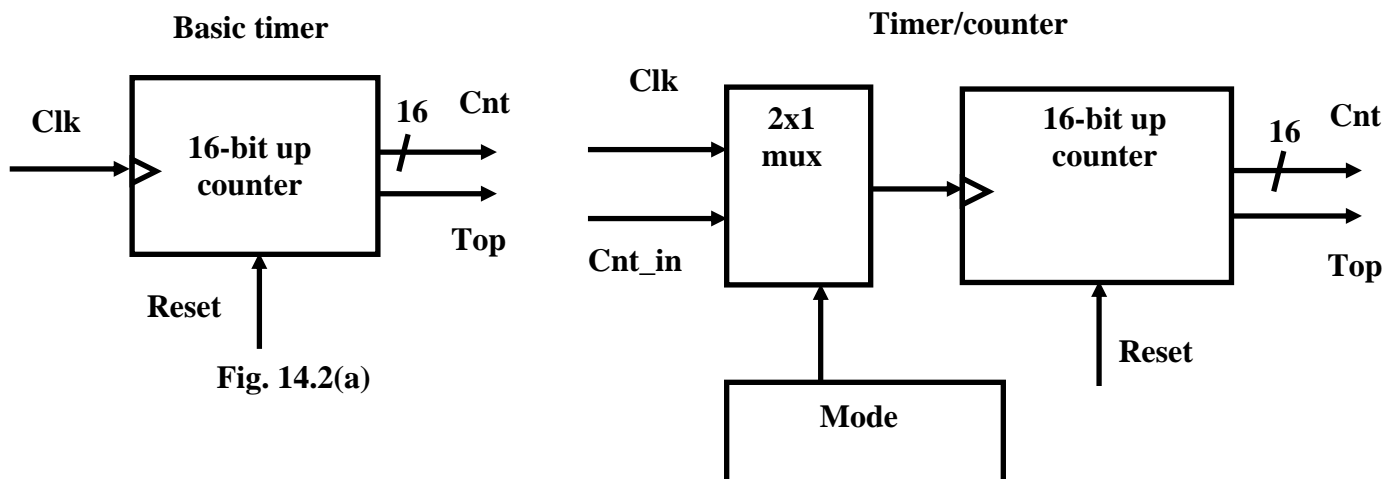 Basic timer
Clk
16-bit up
counter
16
Cnt
Top
Reset
Fig. 14.2(a)
Timer/counter
Clk
Cnt_in
2x1
mux
16-bit up
counter
16
Cnt
Top
Reset
Mode